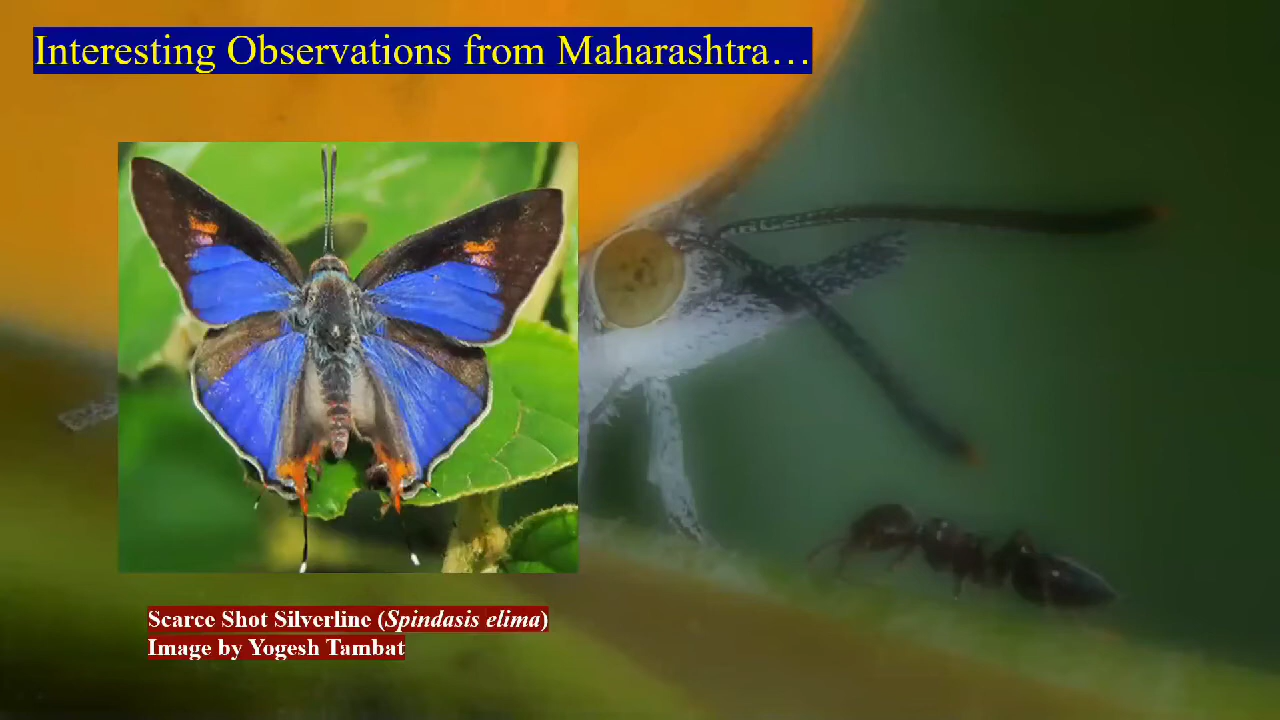 Interesting Observations from Maharashtra…
Scarce Shot Silverline (Spindasis elima)
Image by Yogesh Tambat